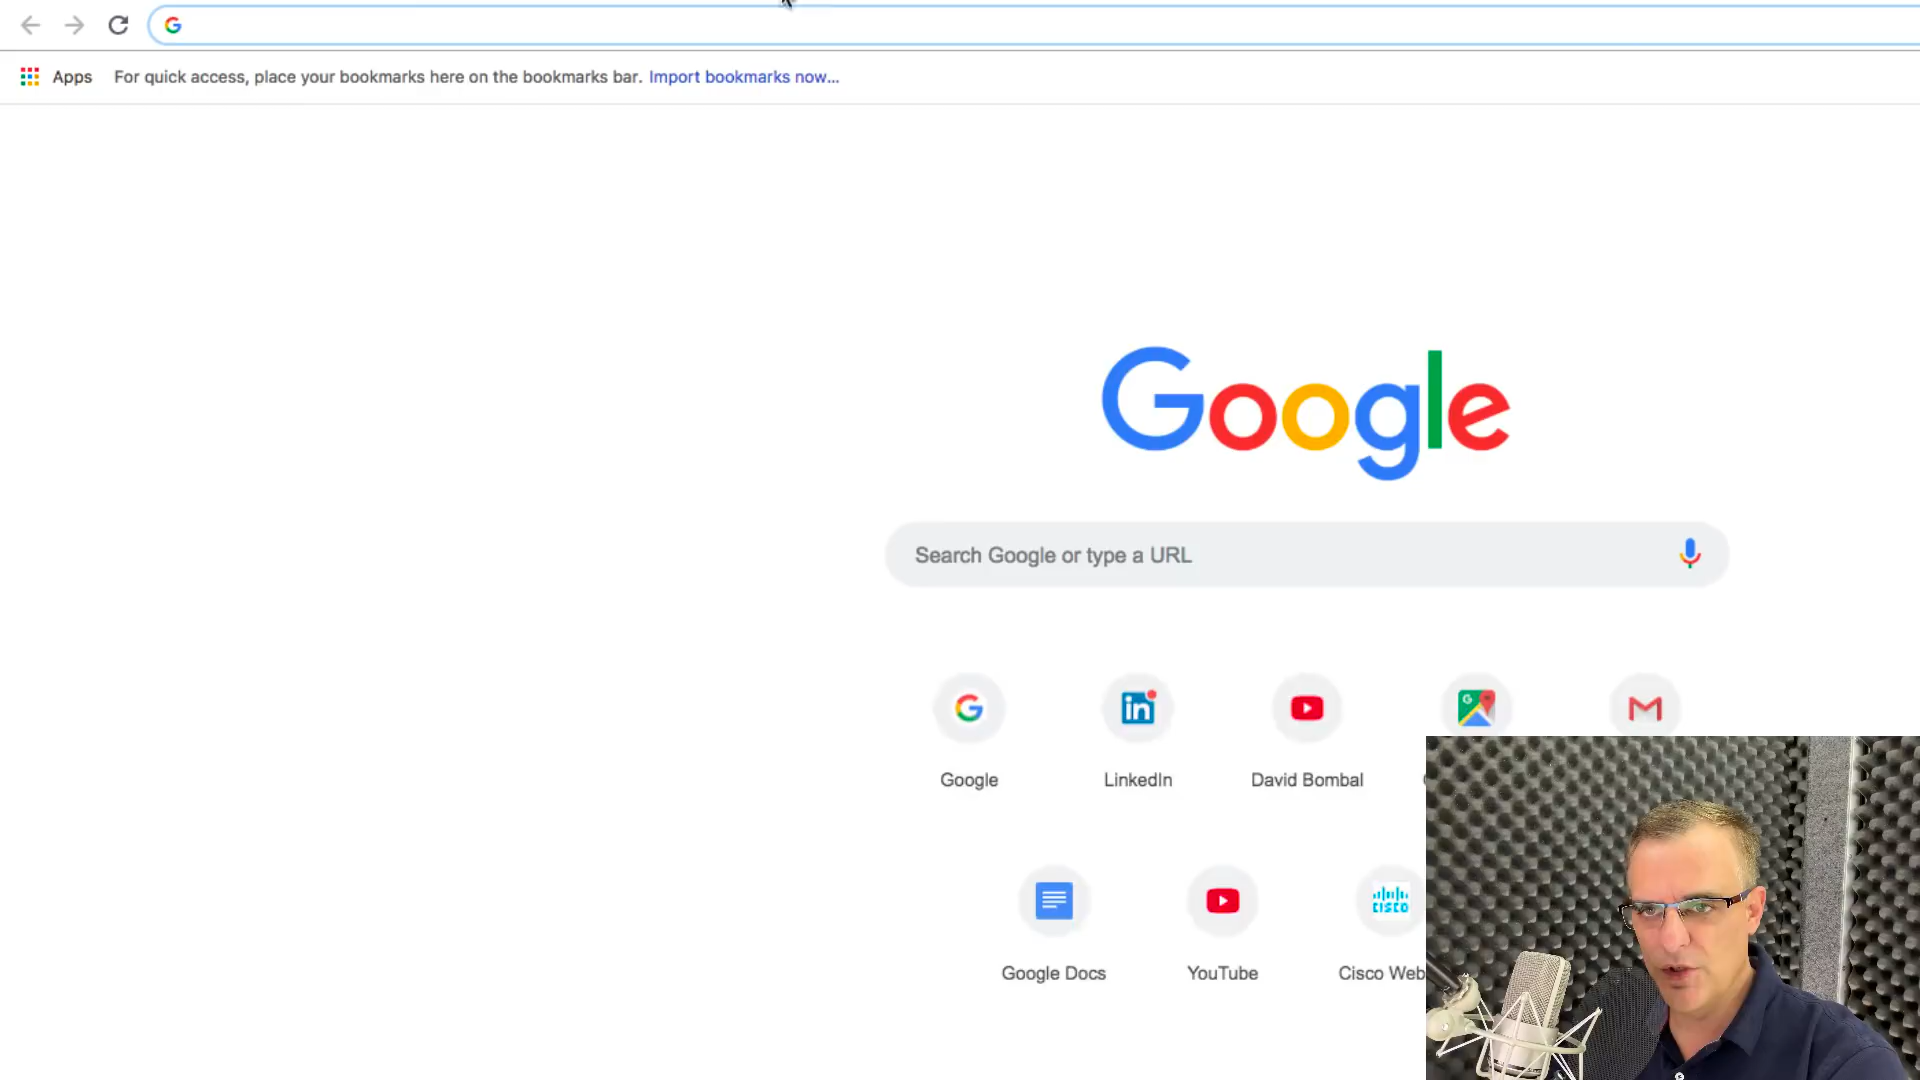 Apps For quick access, place your bookmarks here on the bookmarks bar. Import bookmarks now...
Google
Search Google or type a URL
Google LinkedIn David Bombal
Google Docs YouTube Cisco Web